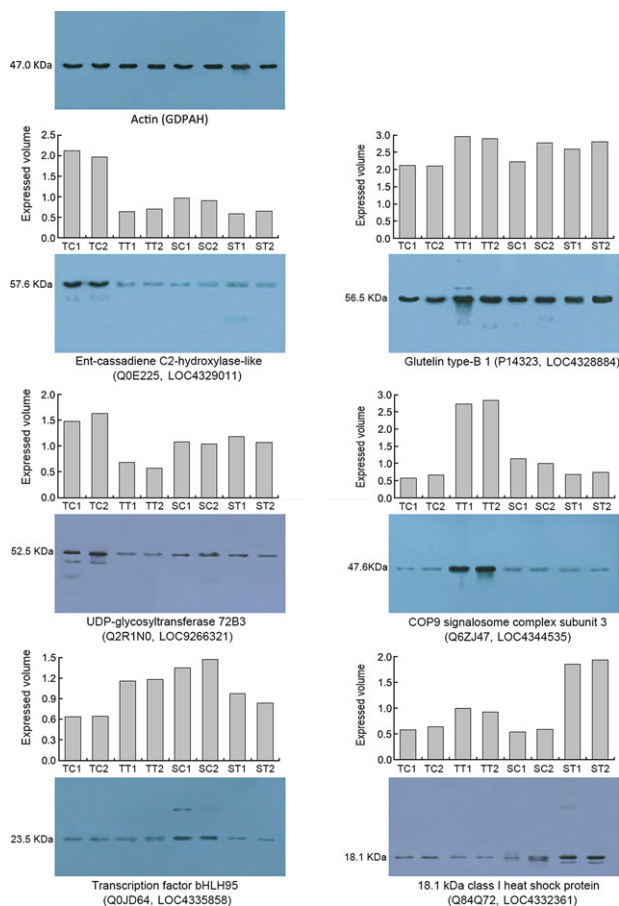 47.0 KDa
Actin (GDPAH)
Expressed volume
2.5
2.0
1.5
1.0
0.5
0.0
TC1 TC2 TT1 TT2 SC1 SC2 ST1 ST2
57.6 KDa
Ent-cassadiene C2-hydroxylase-like
(Q0E225, LOC4329011)
Expressed volume
3.0
2.5
2.0
1.5
1.0
0.5
0.0
TC1 TC2 TT1 TT2 SC1 SC2 ST1 ST2
56.5 KDa
Glutelin type-B 1 (P14323, LOC4328884)
Expressed volume
2.0
1.5
1.0
0.5
0.0
TC1 TC2 TT1 TT2 SC1 SC2 ST1 ST2
52.5 KDa
UDP-glycosyltransferase 72B3
(Q2R1N0, LOC9266321)
Expressed volume
3.0
2.5
2.0
1.5
1.0
0.5
0.0
TC1 TC2 TT1 TT2 SC1 SC2 ST1 ST2
47.6KDa
COP9 signalosome complex subunit 3
(Q6ZJ47, LOC4344535)
Expressed volume
1.5
1.2
0.9
0.6
0.3
0.0
TC1 TC2 TT1 TT2 SC1 SC2 ST1 ST2
23.5 KDa
Transcription factor bHLH95
(Q0JD64, LOC4335858)
Expressed volume
2.0
1.5
1.0
0.5
0.0
TC1 TC2 TT1 TT2 SC1 SC2 ST1 ST2
18.1 KDa
18.1 kDa class I heat shock protein
(Q84Q72, LOC4332361)